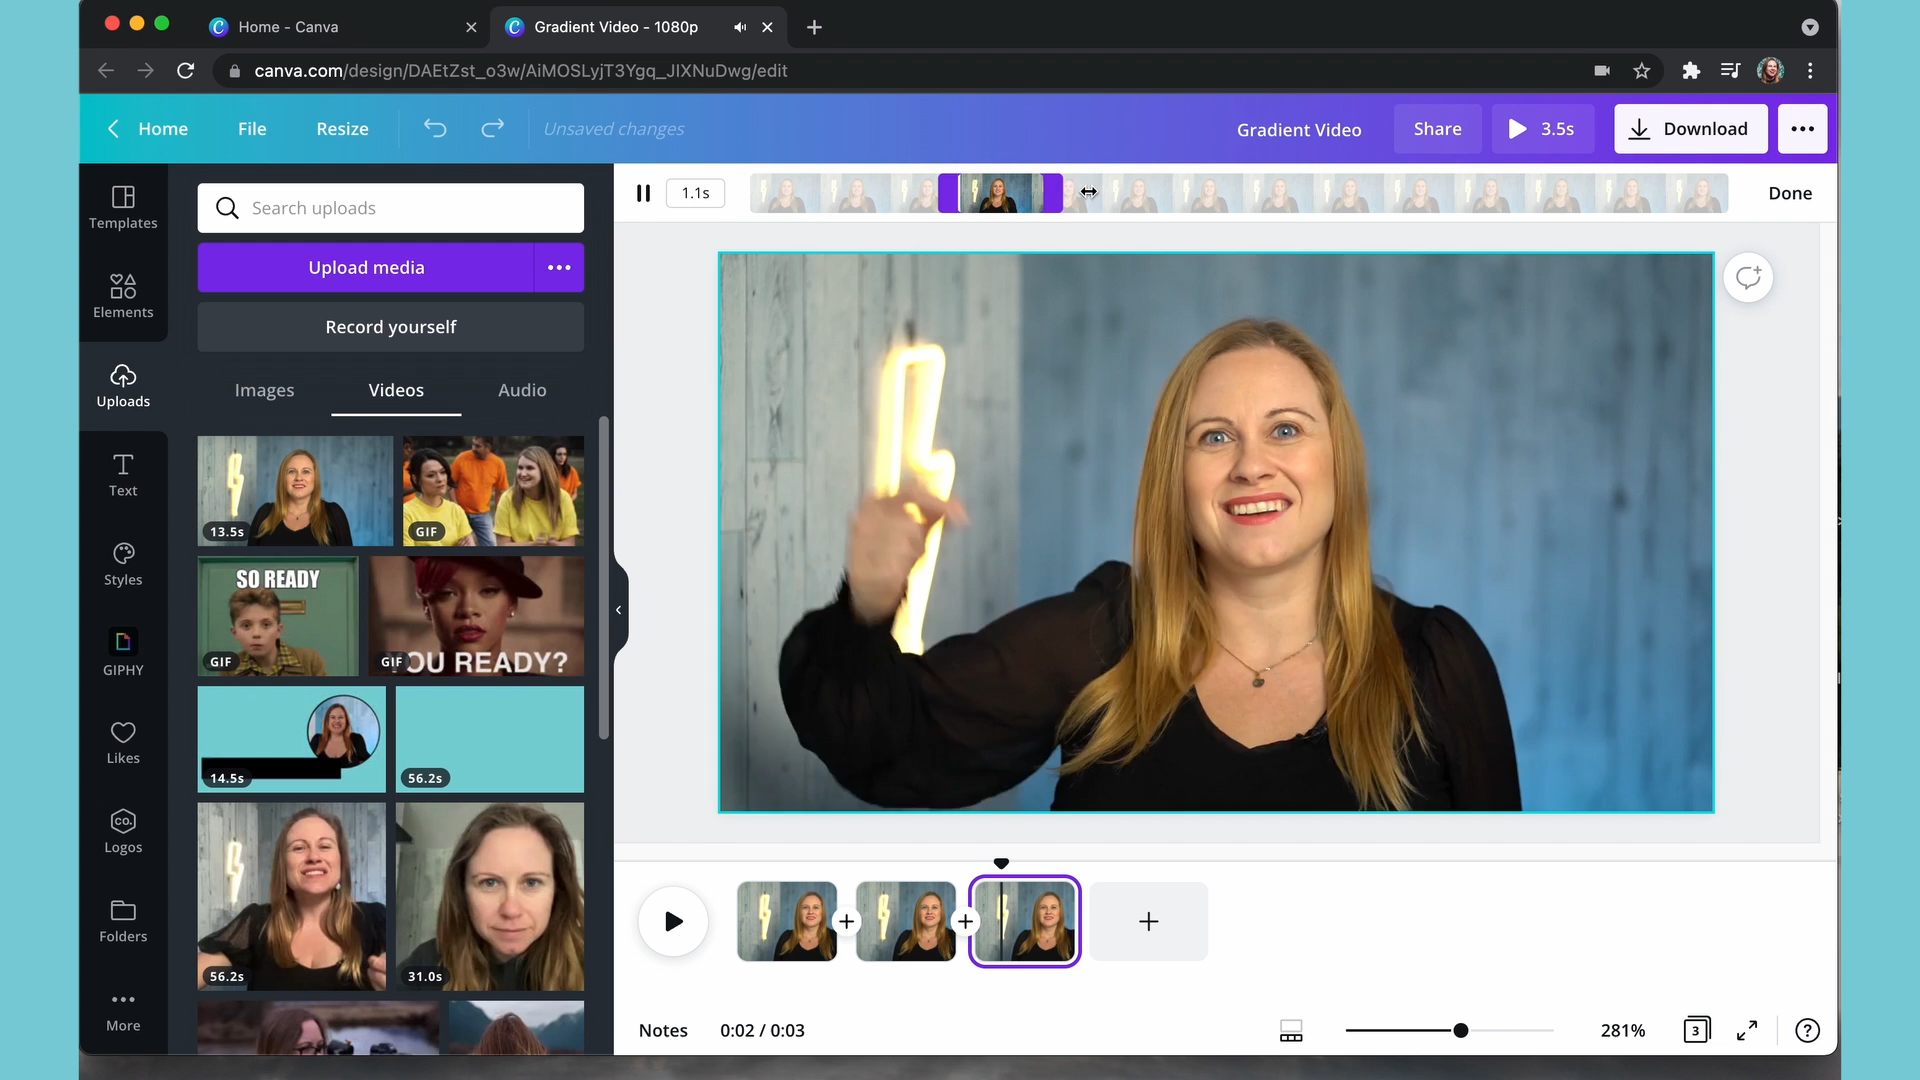 Home - Canva
Gradient Video - 1080p
canva.com/design/DAEtZst_o3w/AiMOSLyjT3Ygq_JIXNuDwg/edit
Home
File
Resize
Unsaved changes
Gradient Video
Share
3.5s
Download
Templates
Elements
Uploads
Text
Styles
GIPHY
Likes
CO.
Logos
Folders
More
Search uploads
Upload media
Record yourself
Images
Videos
Audio
13.5s
GIF
SO READY
GIF
GIF
OU READY?
14.5s
56.2s
56.2s
31.0s
1.1s
Done
Notes
0:02 / 0:03
281%
3